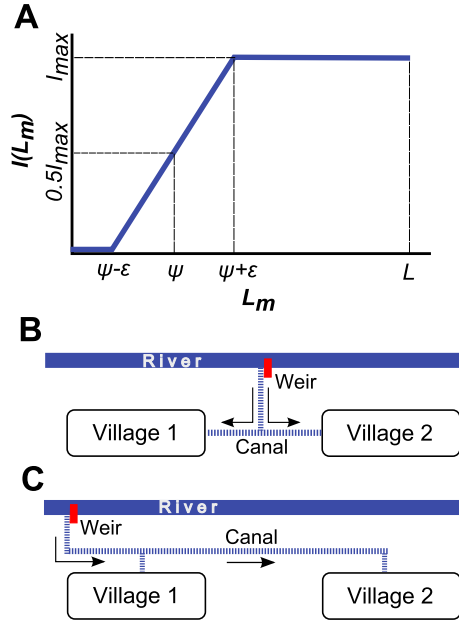 A
I(Lₘ)
Iₘₐₓ
0.5Iₘₐₓ
ψ-ε
ψ
ψ+ε
L
Lₘ
B
River
Weir
Village 1
Village 2
Canal
C
River
Weir
Canal
Village 1
Village 2